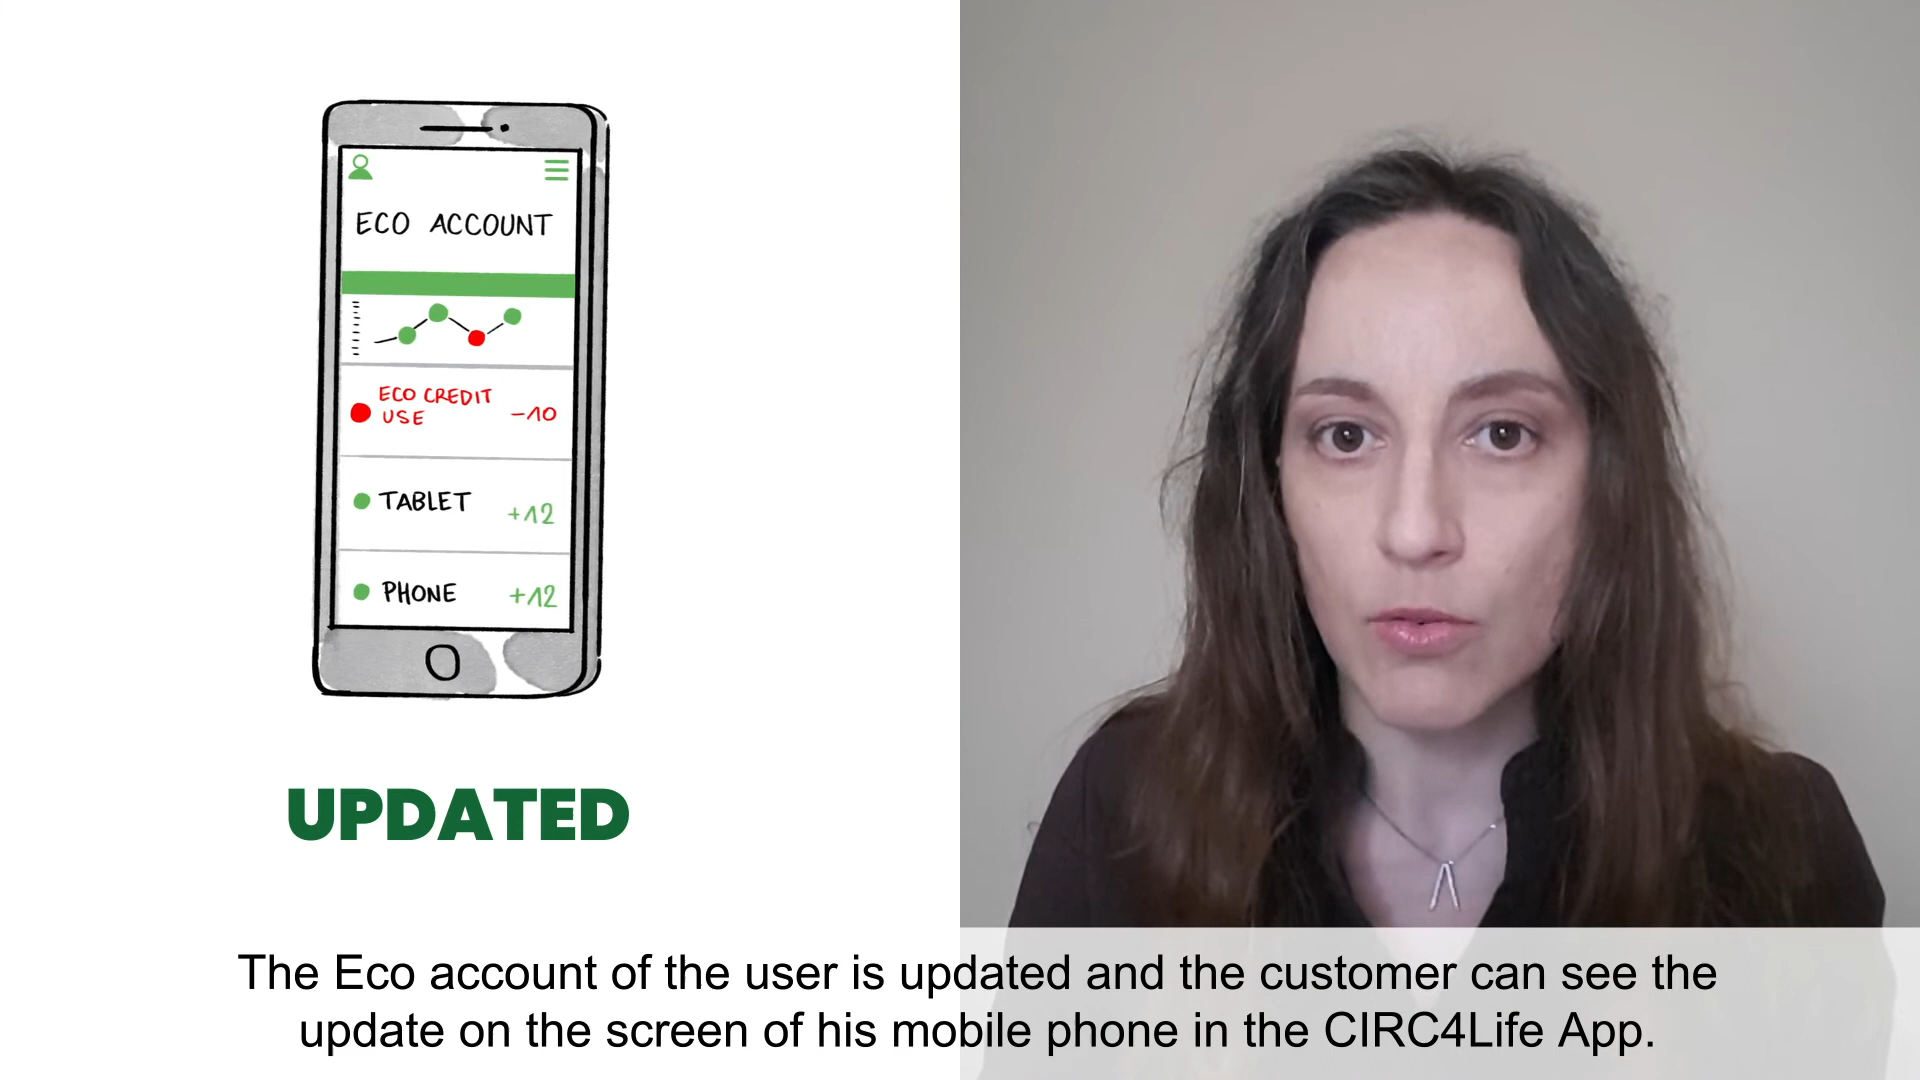 ECO ACCOUNT
ECO CREDIT
USE -10
TABLET +12
PHONE +12
UPDATED
The Eco account of the user is updated and the customer can see the
update on the screen of his mobile phone in the CIRC4Life App.